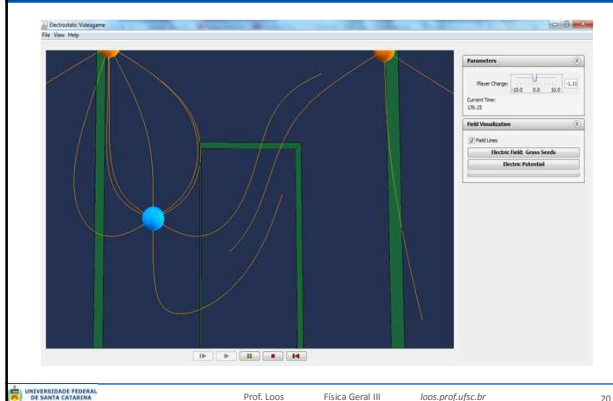 Electrostatic Videogame
File View Help
Parameters
Player Charge:
-10.0 0.0 10.0
Current Time:
176.25
Field Visualization
Field Lines
Electric Field: Grass Seeds
Electric Potential
UNIVERSIDADE FEDERAL
DE SANTA CATARINA
Prof. Loos Física Geral III loos.prof.ufsc.br 20